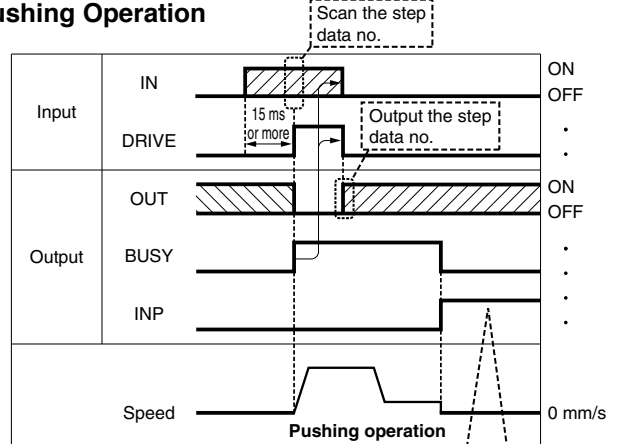 ushing Operation
Scan the step
data no.
IN
ON
OFF
Input
15 ms
or more
Output the step
data no.
DRIVE
OUT
ON
OFF
Output
BUSY
INP
Speed
0 mm/s
Pushing operation